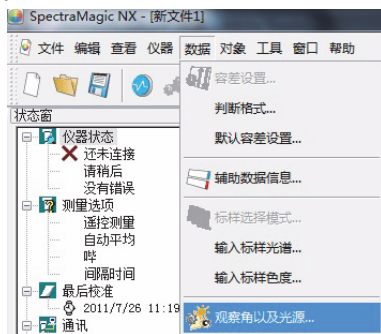 SpectraMagic NX - [新文件1]
文件 编辑 查看 仪器 数据 对象 工具 窗口 帮助
容差设置...
判断格式...
默认容差设置...
辅助数据信息...
标样选择模式...
输入标样光谱...
输入标样色度...
观察角以及光源...
状态窗
仪器状态
还未连接
请稍后
没有错误
测量选项
遥控测量
自动平均
哔
间隔时间
最后校准
2011/7/26 11:19
通讯